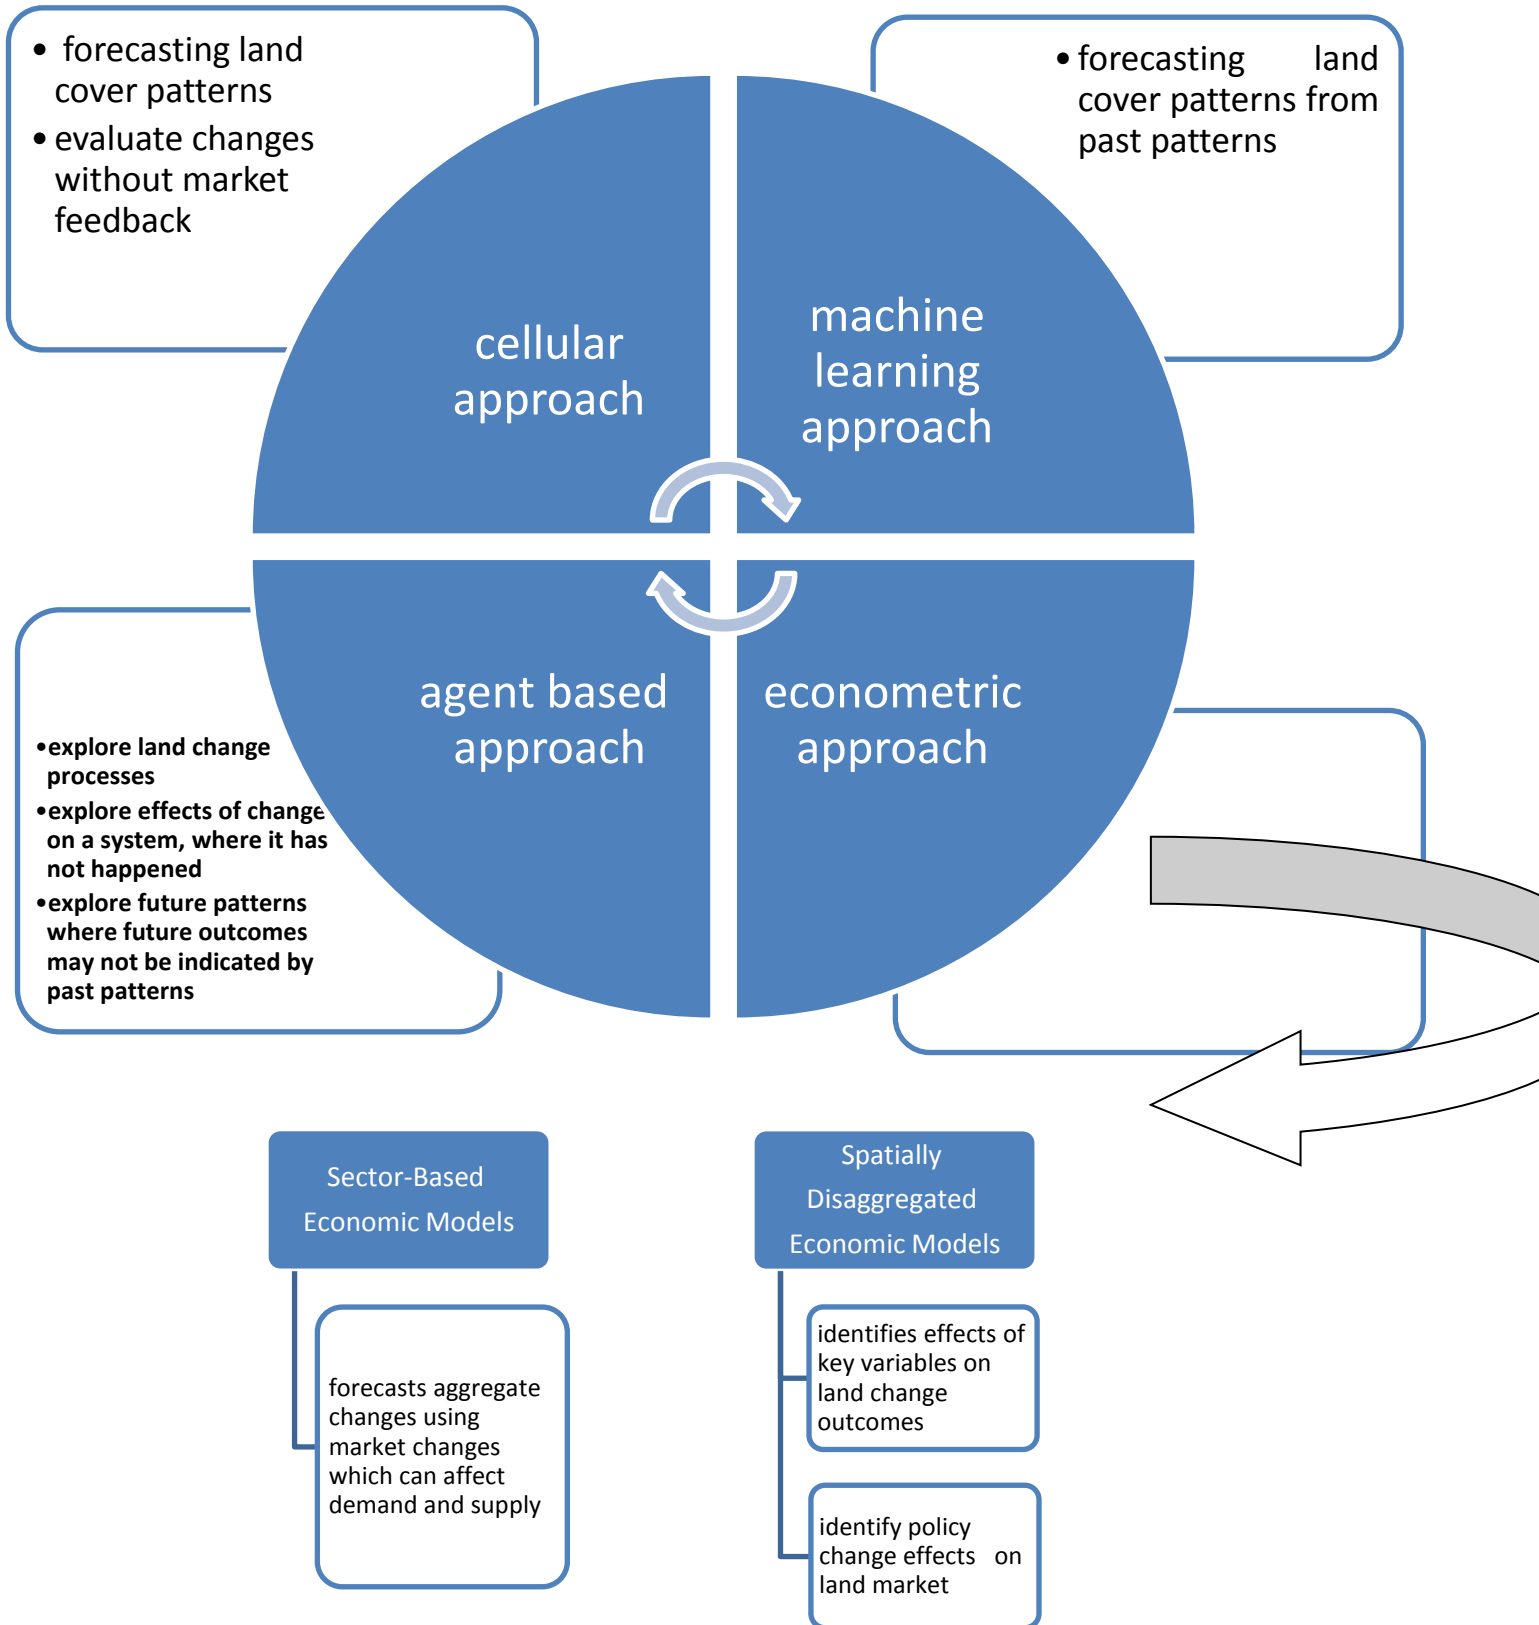 • forecasting land
cover patterns
• evaluate changes
without market
feedback
• forecasting land
cover patterns from
past patterns
cellular
approach
machine
learning
approach
agent based
approach
econometric
approach
•explore land change
processes
•explore effects of change
on a system, where it has
not happened
•explore future patterns
where future outcomes
may not be indicated by
past patterns
Sector-Based
Economic Models
forecasts aggregate
changes using
market changes
which can affect
demand and supply
Spatially
Disaggregated
Economic Models
identifies effects of
key variables on
land change
outcomes
identify policy
change effects on
land market